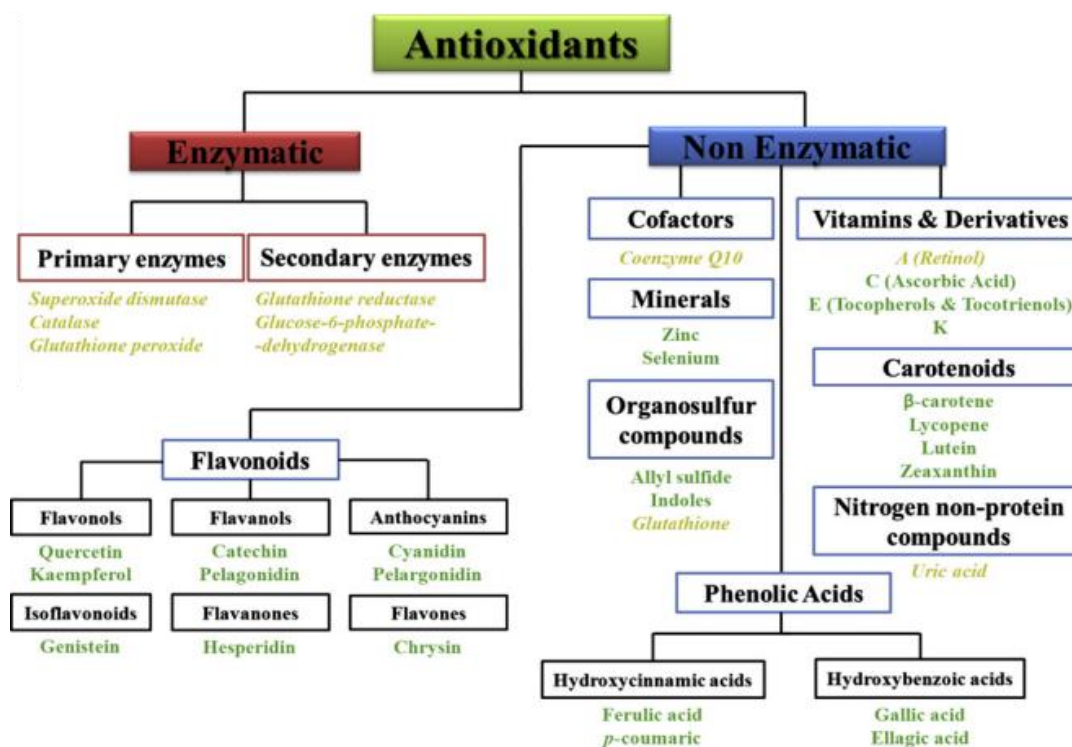 Antioxidants
Enzymatic
Non Enzymatic
Primary enzymes
Superoxide dismutase
Catalase
Glutathione peroxide
Secondary enzymes
Glutathione reductase
Glucose-6-phosphate-
-dehydrogenase
Cofactors
Coenzyme Q10
Minerals
Zinc
Selenium
Organosulfur
compounds
Allyl sulfide
Indoles
Glutathione
Vitamins & Derivatives
A (Retinol)
C (Ascorbic Acid)
E (Tocopherols & Tocotrienols)
K
Carotenoids
β-carotene
Lycopene
Lutein
Zeaxanthin
Nitrogen non-protein
compounds
Uric acid
Flavonoids
Flavonols
Quercetin
Kaempferol
Flavanols
Catechin
Pelagonidin
Anthocyanins
Cyanidin
Pelargonidin
Isoflavonoids
Genistein
Flavanones
Hesperidin
Flavones
Chrysin
Phenolic Acids
Hydroxycinnamic acids
Ferulic acid
p-coumaric
Hydroxybenzoic acids
Gallic acid
Ellagic acid